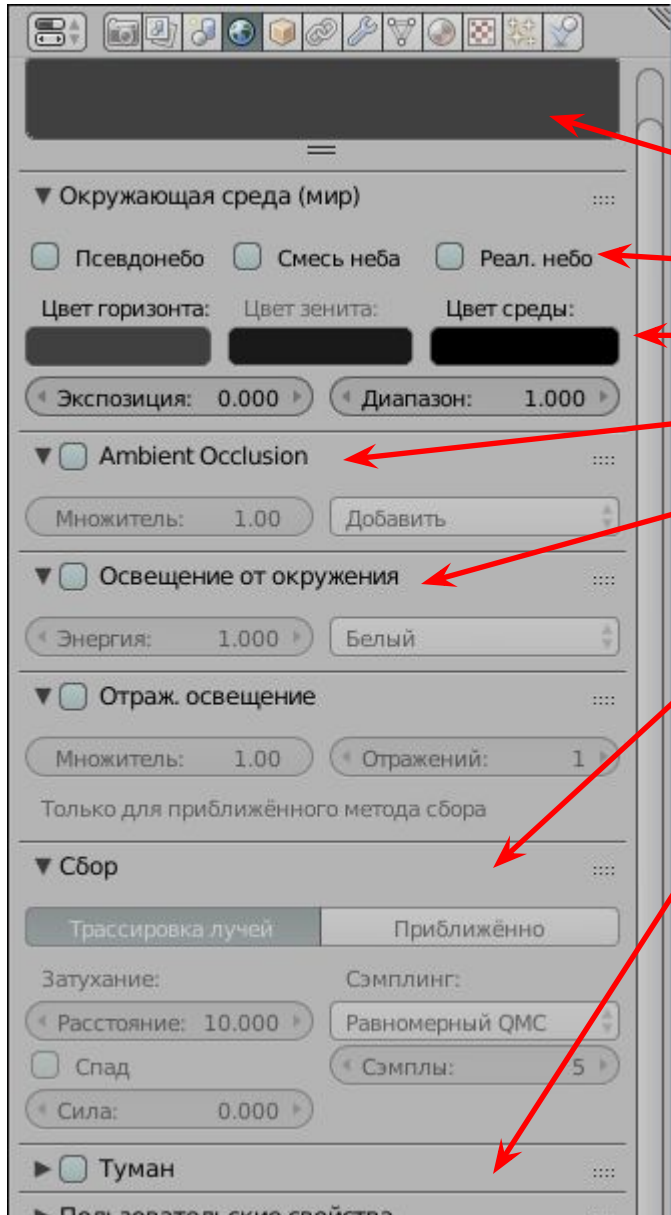 Окружающая среда (мир)
Псевдонебо Смесь неба Реал. небо
Цвет горизонта: Цвет зенита: Цвет среды:
Экспозиция: 0.000 Диапазон: 1.000
Ambient Occlusion
Множитель: 1.00 Добавить
Освещение от окружения
Энергия: 1.000 Белый
Отраж. освещение
Множитель: 1.00 Отражений: 1
Только для приближённого метода сбора
Сбор
Трассировка лучей Приближённо
Затухание: Сэмплинг:
Расстояние: 10.000 Равномерный QMC
Спад Сэмплы: 5
Сила: 0.000
Туман
Пользовательские свойства